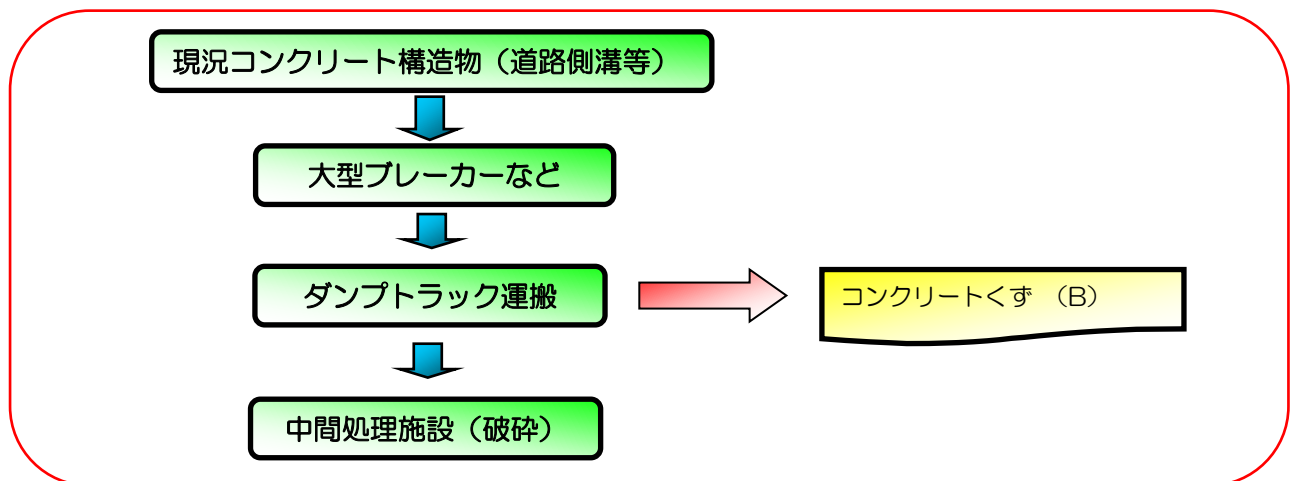 現況コンクリート構造物（道路側溝等）
大型ブレーカーなど
ダンプトラック運搬
コンクリートくず （B）
中間処理施設（破砕）